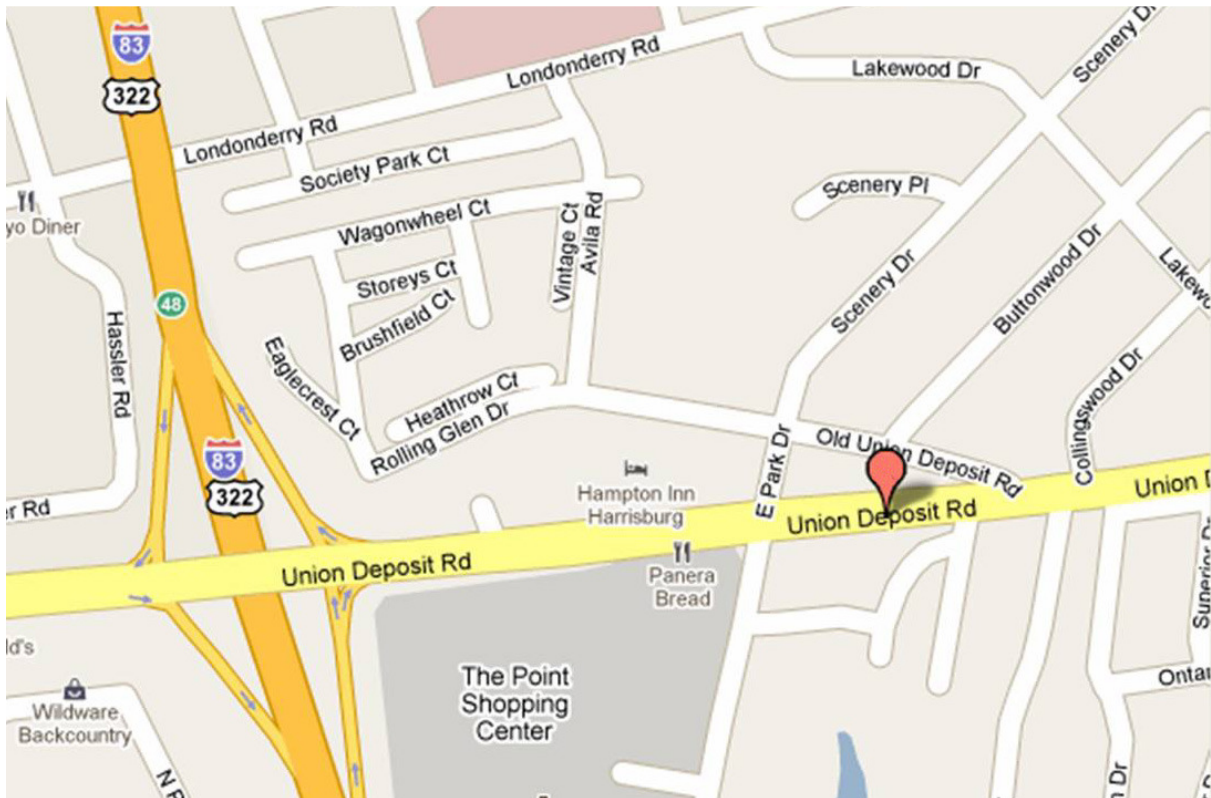 83
322
Londonderry Rd
Lakewood Dr
Scenery Dr
Londonderry Rd
Society Park Ct
Scenery Pl
yo Diner
Wagonwheel Ct
Vintage Ct
Avila Rd
Storeys Ct
Buttonwood Dr
Lakewo
48
Scenery Dr
Brushfield Ct
Hassler Rd
Eaglecrest Ct
Heathrow Ct
Rolling Glen Dr
Collingswood Dr
Old Union Deposit Rd
E Park Dr
83
322
Hampton Inn
Harrisburg
er Rd
Union D
Union Deposit Rd
Union Deposit Rd
Panera
Bread
Superior Dr
ld's
The Point
Shopping
Center
Ontar
Wildware
Backcountry
N P
n Dr